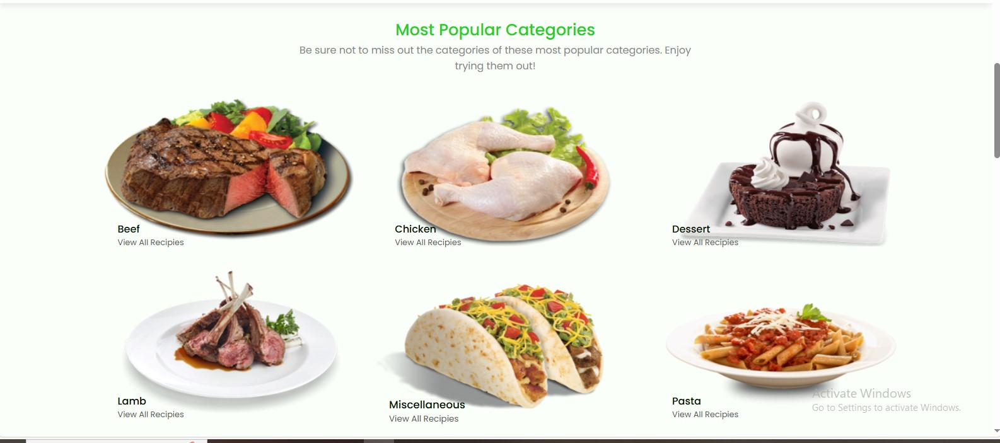 Most Popular Categories
Be sure not to miss out the categories of these most popular categories. Enjoy
trying them out!
Beef
View All Recipies
Chicken
View All Recipies
Dessert
View All Recipies
Lamb
View All Recipies
Miscellaneous
View All Recipies
Pasta
View All Recipies
Activate Windows
Go to Settings to activate Windows.